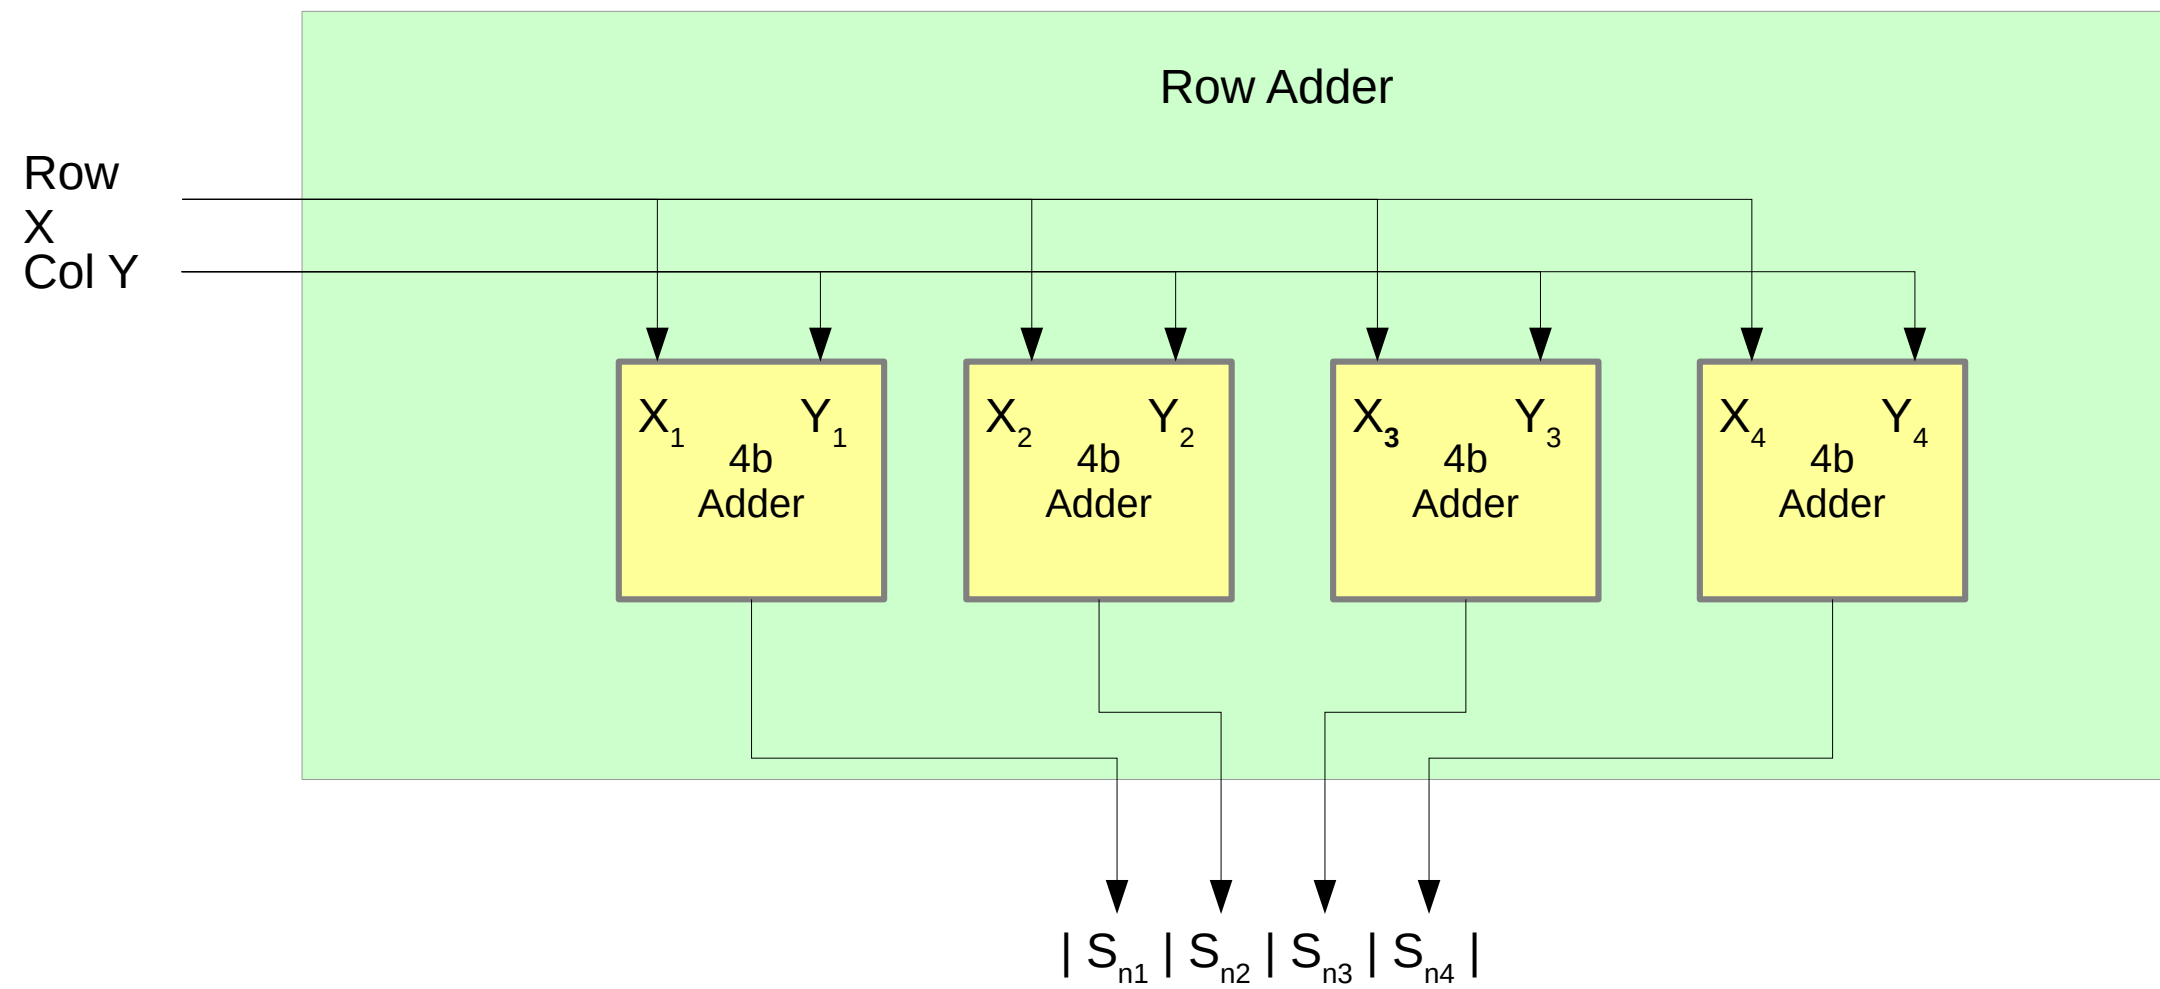 Row Adder
Row
X
Col Y
X1 Y1
4b
Adder
X2 Y2
4b
Adder
X3 Y3
4b
Adder
X4 Y4
4b
Adder
| Sn1 | Sn2 | Sn3 | Sn4 |